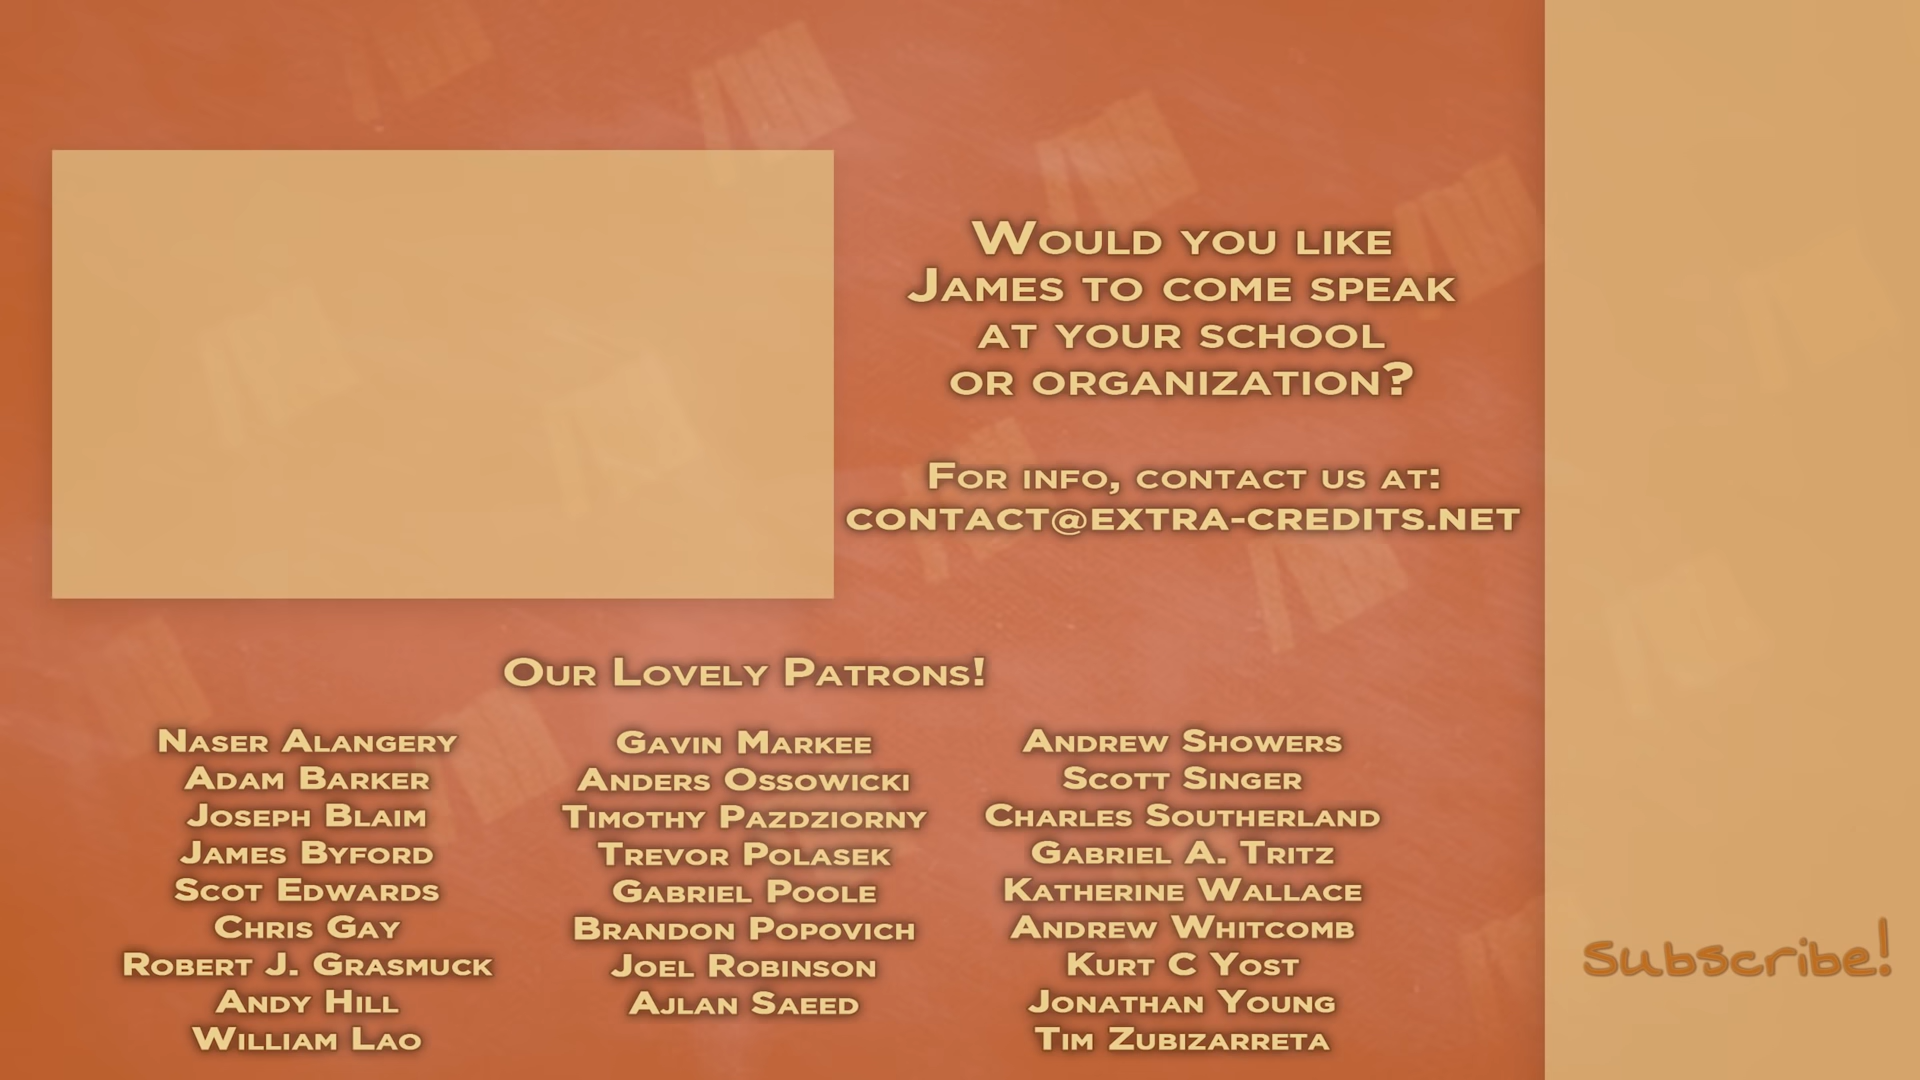 Would you like
James to come speak
at your school
or organization?
For info, contact us at:
contact@extra-credits.net
Our Lovely Patrons!
Naser Alangery
Adam Barker
Joseph Blaim
James Byford
Scot Edwards
Chris Gay
Robert J. Grasmuck
Andy Hill
William Lao
Gavin Markee
Anders Ossowicki
Timothy Pazdziorny
Trevor Polasek
Gabriel Poole
Brandon Popovich
Joel Robinson
Ajlan Saeed
Andrew Showers
Scott Singer
Charles Southerland
Gabriel A. Tritz
Katherine Wallace
Andrew Whitcomb
Kurt C Yost
Jonathan Young
Tim Zubizarreta
Subscribe!